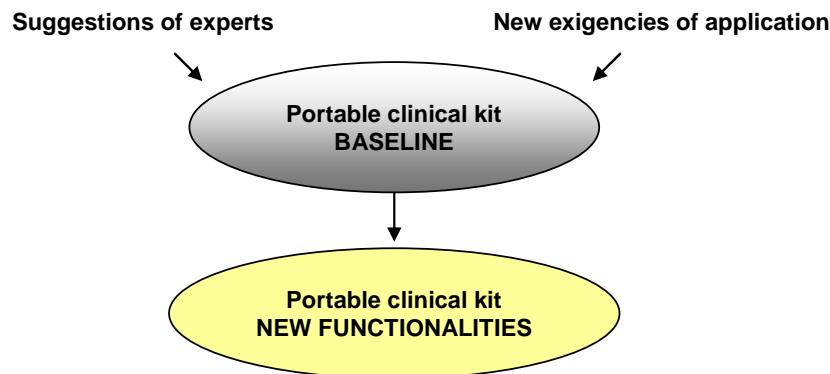 Suggestions of experts
New exigencies of application
Portable clinical kit
BASELINE
Portable clinical kit
NEW FUNCTIONALITIES